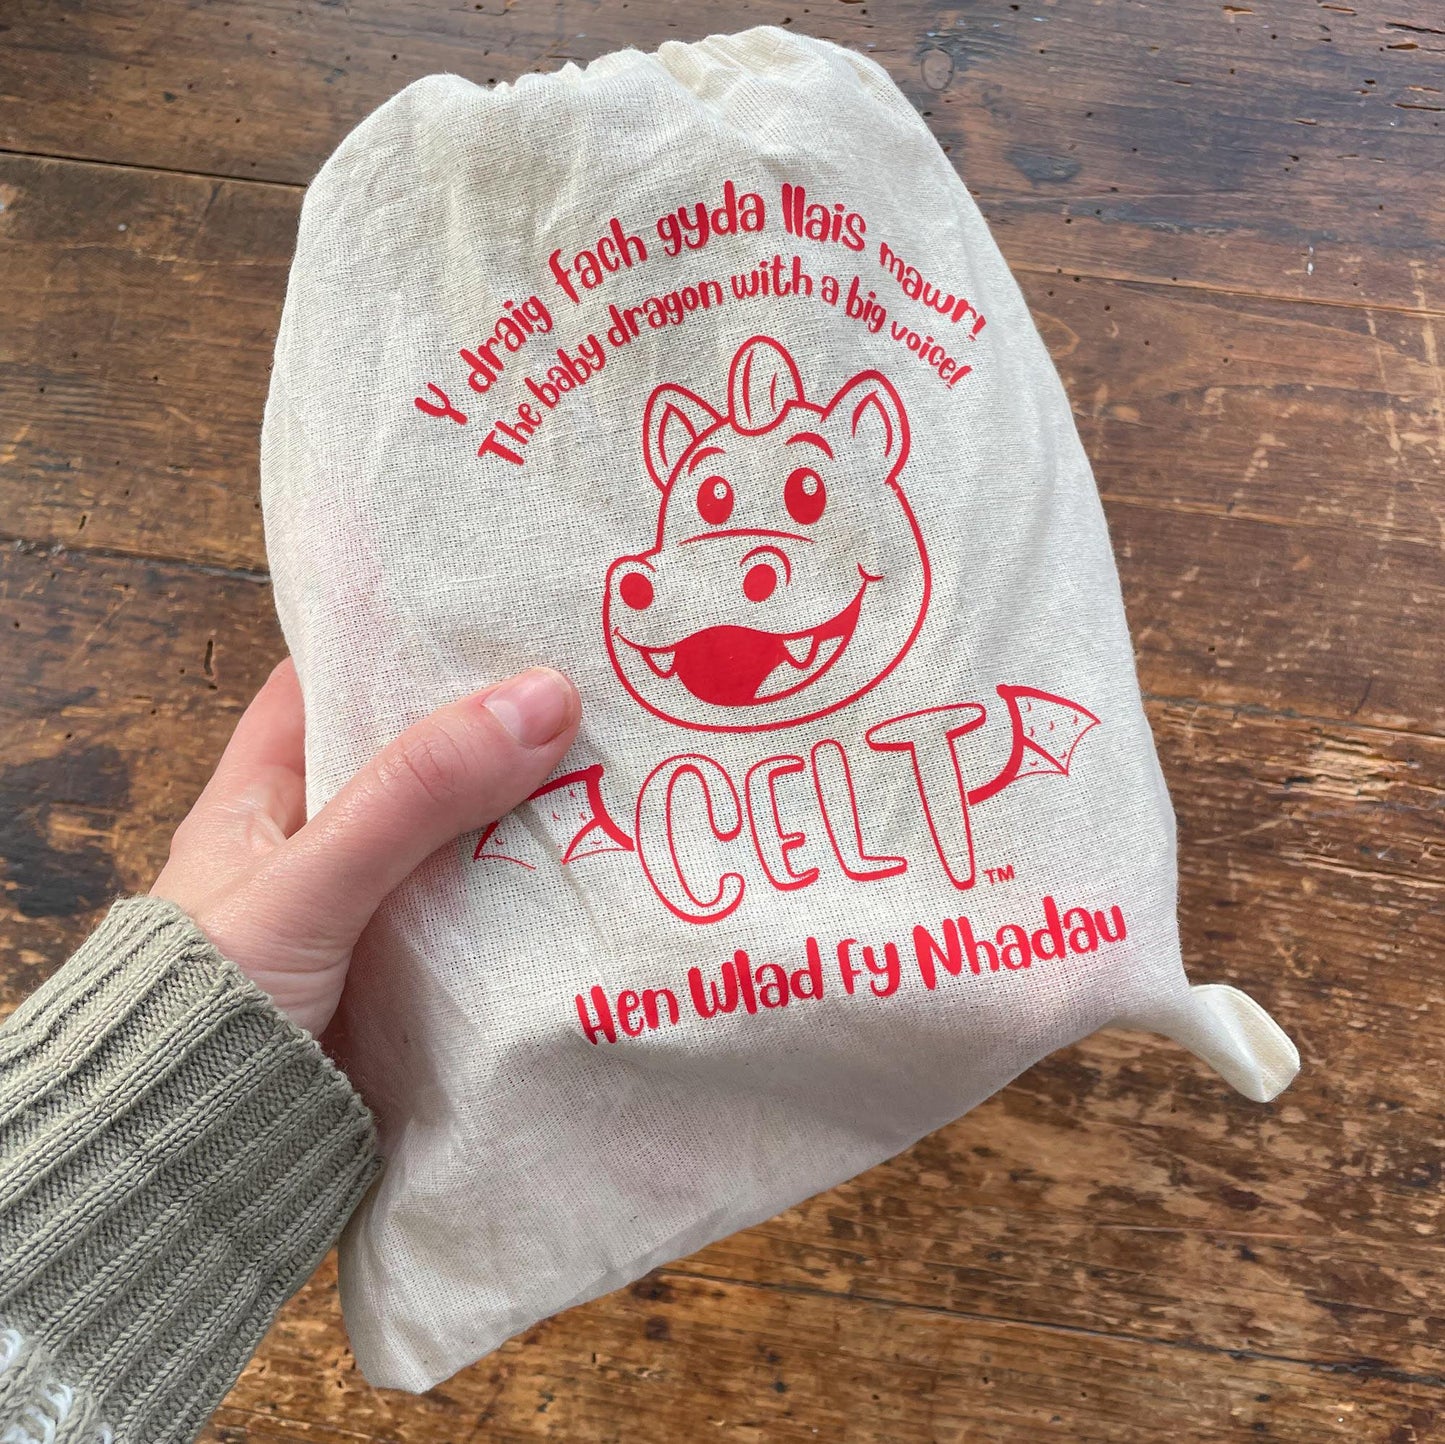 Y draig fach gyda llais mawr!
The baby dragon with a big voice!
CELT™
Hen Wlad Fy Nhadau